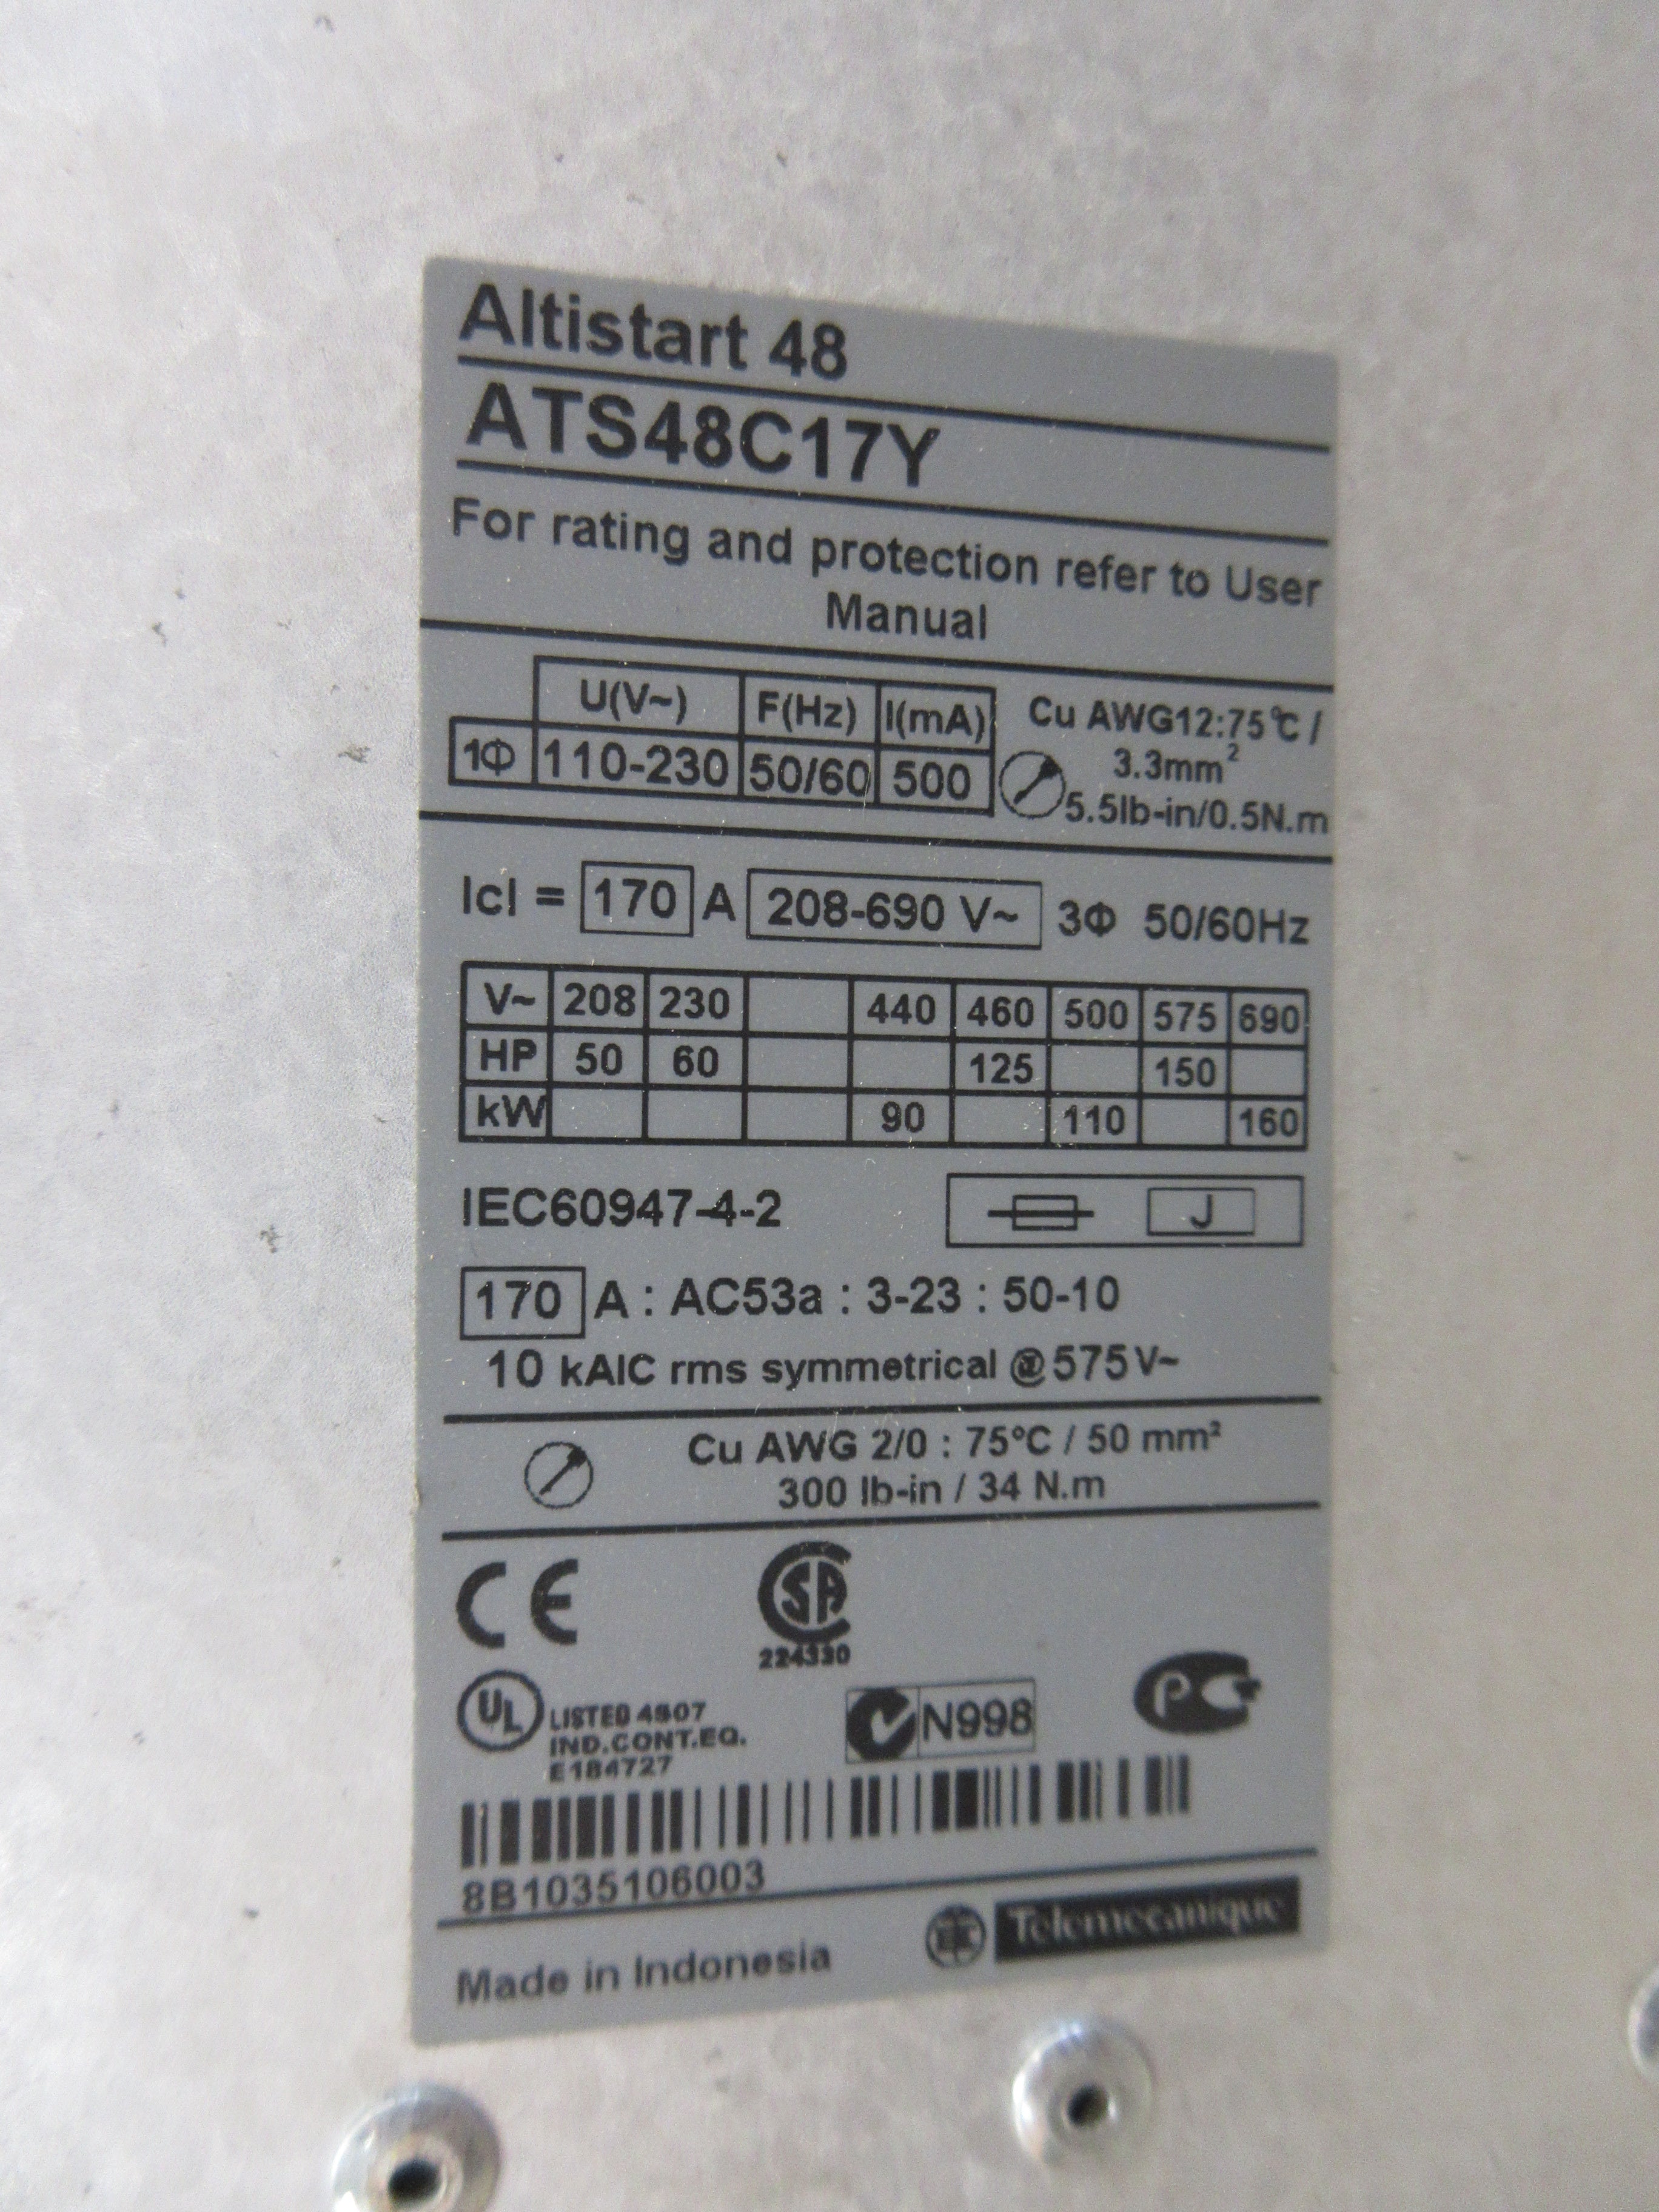 Altistart 48
ATS48C17Y
For rating and protection refer to User
Manual
U(V~) F(Hz) I(mA)
1Φ 110-230 50/60 500
Cu AWG12:75°C /
3.3mm²
5.5lb-in/0.5N.m
Icl = 170 A 208-690 V~ 3Φ 50/60Hz
V~ 208 230 440 460 500 575 690
HP 50 60 125 150
kW 90 110 160
IEC60947-4-2 J
170 A : AC53a : 3-23 : 50-10
10 kAIC rms symmetrical @575V~
Cu AWG 2/0 : 75°C / 50 mm²
300 lb-in / 34 N.m
CE SA
224330
UL LISTED 4807
IND.CONT.EQ.
E184727
N998
PC
8B1035106003
Made in Indonesia Telemecanique